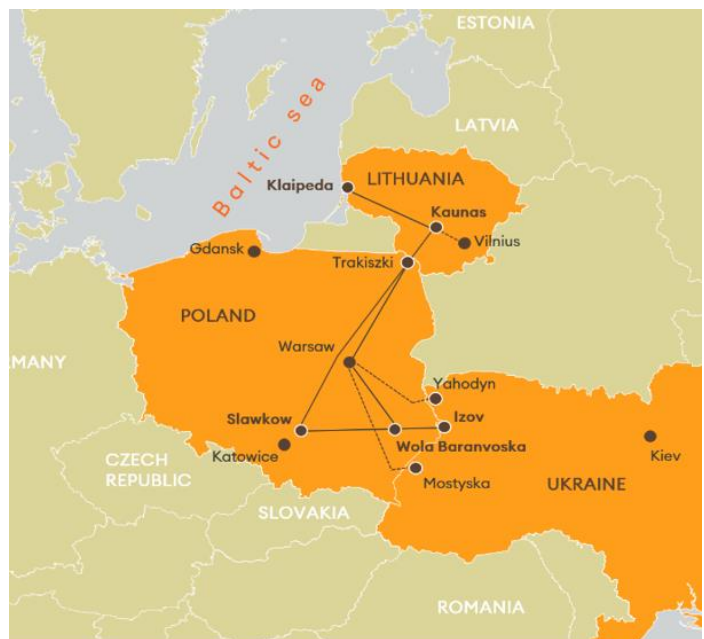 ESTONIA
Baltic sea
LATVIA
Klaipeda
LITHUANIA
Kaunas
Vilnius
Gdansk
Trakiszki
POLAND
Warsaw
RMANY
Yahodyn
Slawkow
Izov
Katowice
Wola Baranvoska
Kiev
CZECH
REPUBLIC
Mostyska
UKRAINE
SLOVAKIA
ROMANIA